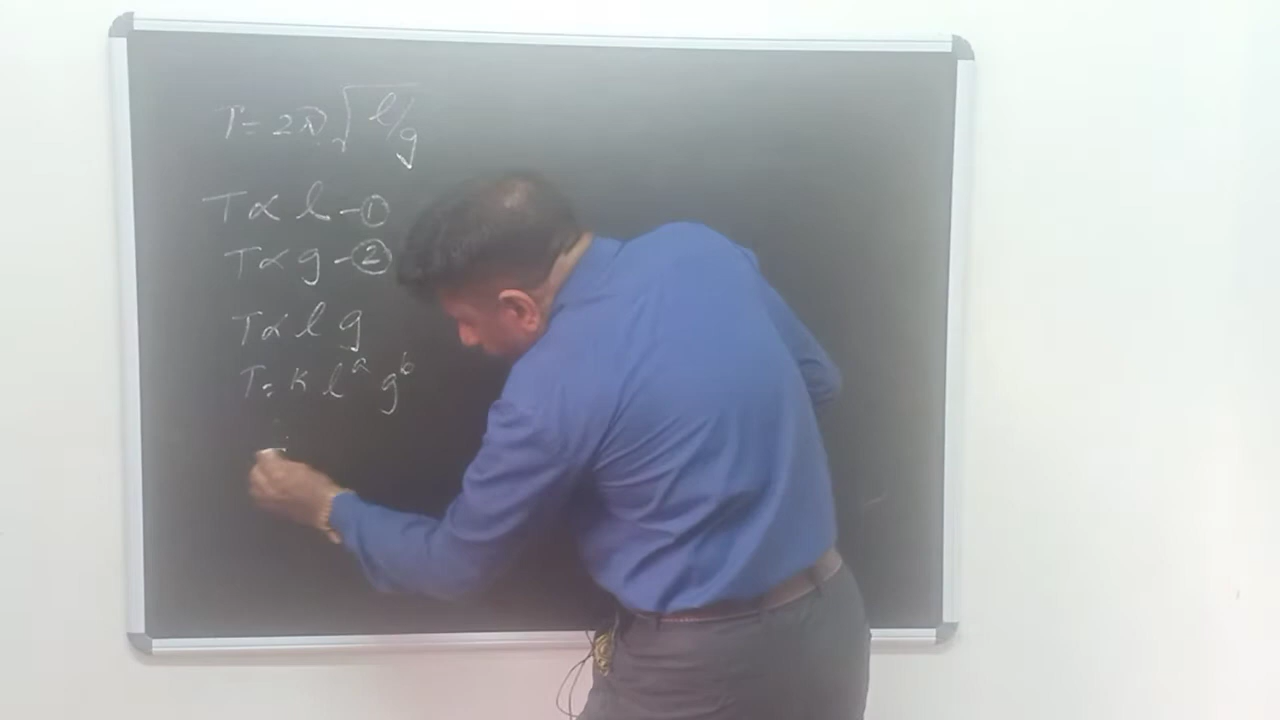 T = 2π √l/g
T ∝ l - ①
T ∝ g - ②
T ∝ l g
T = K l^a g^b